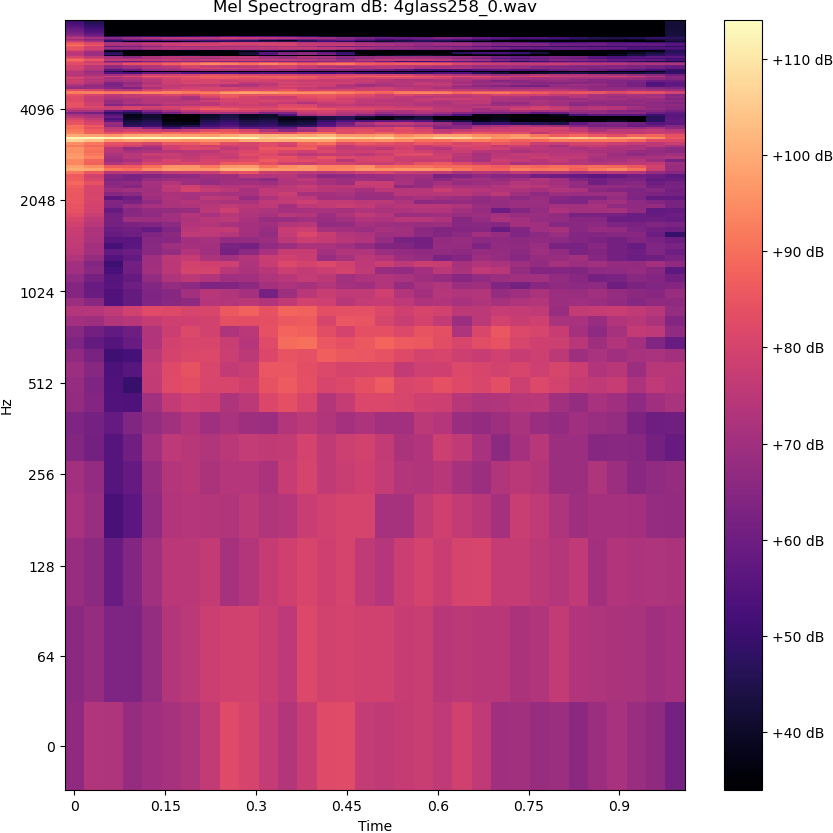 Mel Spectrogram dB: 4glass258_0.wav
4096
2048
1024
512
256
128
64
0
Hz
0
0.15
0.3
0.45
0.6
0.75
0.9
Time
+110 dB
+100 dB
+90 dB
+80 dB
+70 dB
+60 dB
+50 dB
+40 dB